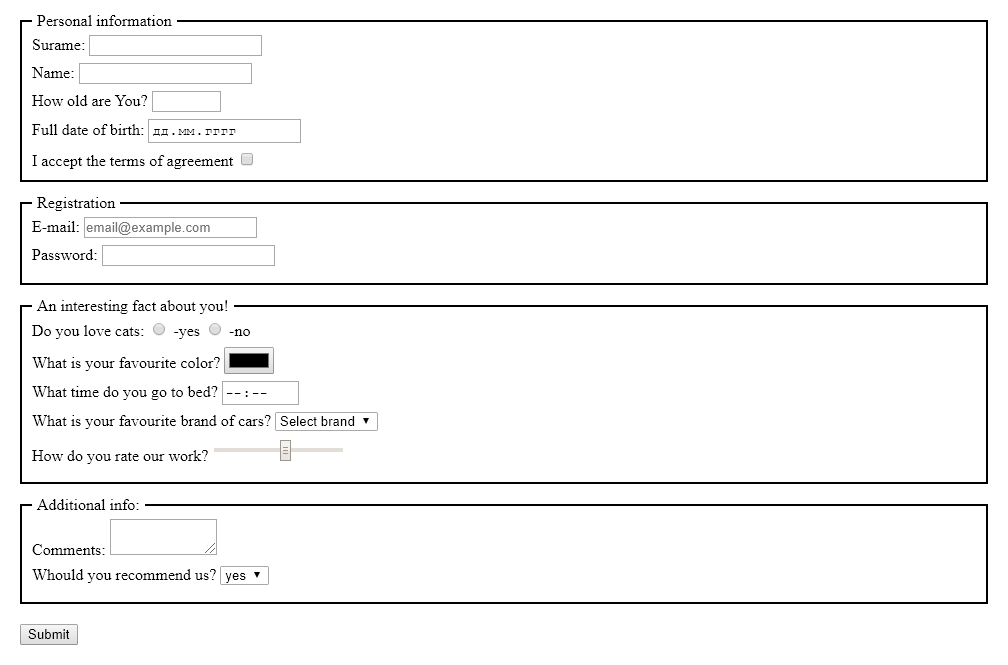 Personal information
Surame:
Name:
How old are You?
Full date of birth: дд.мм.гггг
I accept the terms of agreement
Registration
E-mail: email@example.com
Password:
An interesting fact about you!
Do you love cats: -yes -no
What is your favourite color?
What time do you go to bed? --:--
What is your favourite brand of cars? Select brand
How do you rate our work?
Additional info:
Comments:
Whould you recommend us? yes
Submit